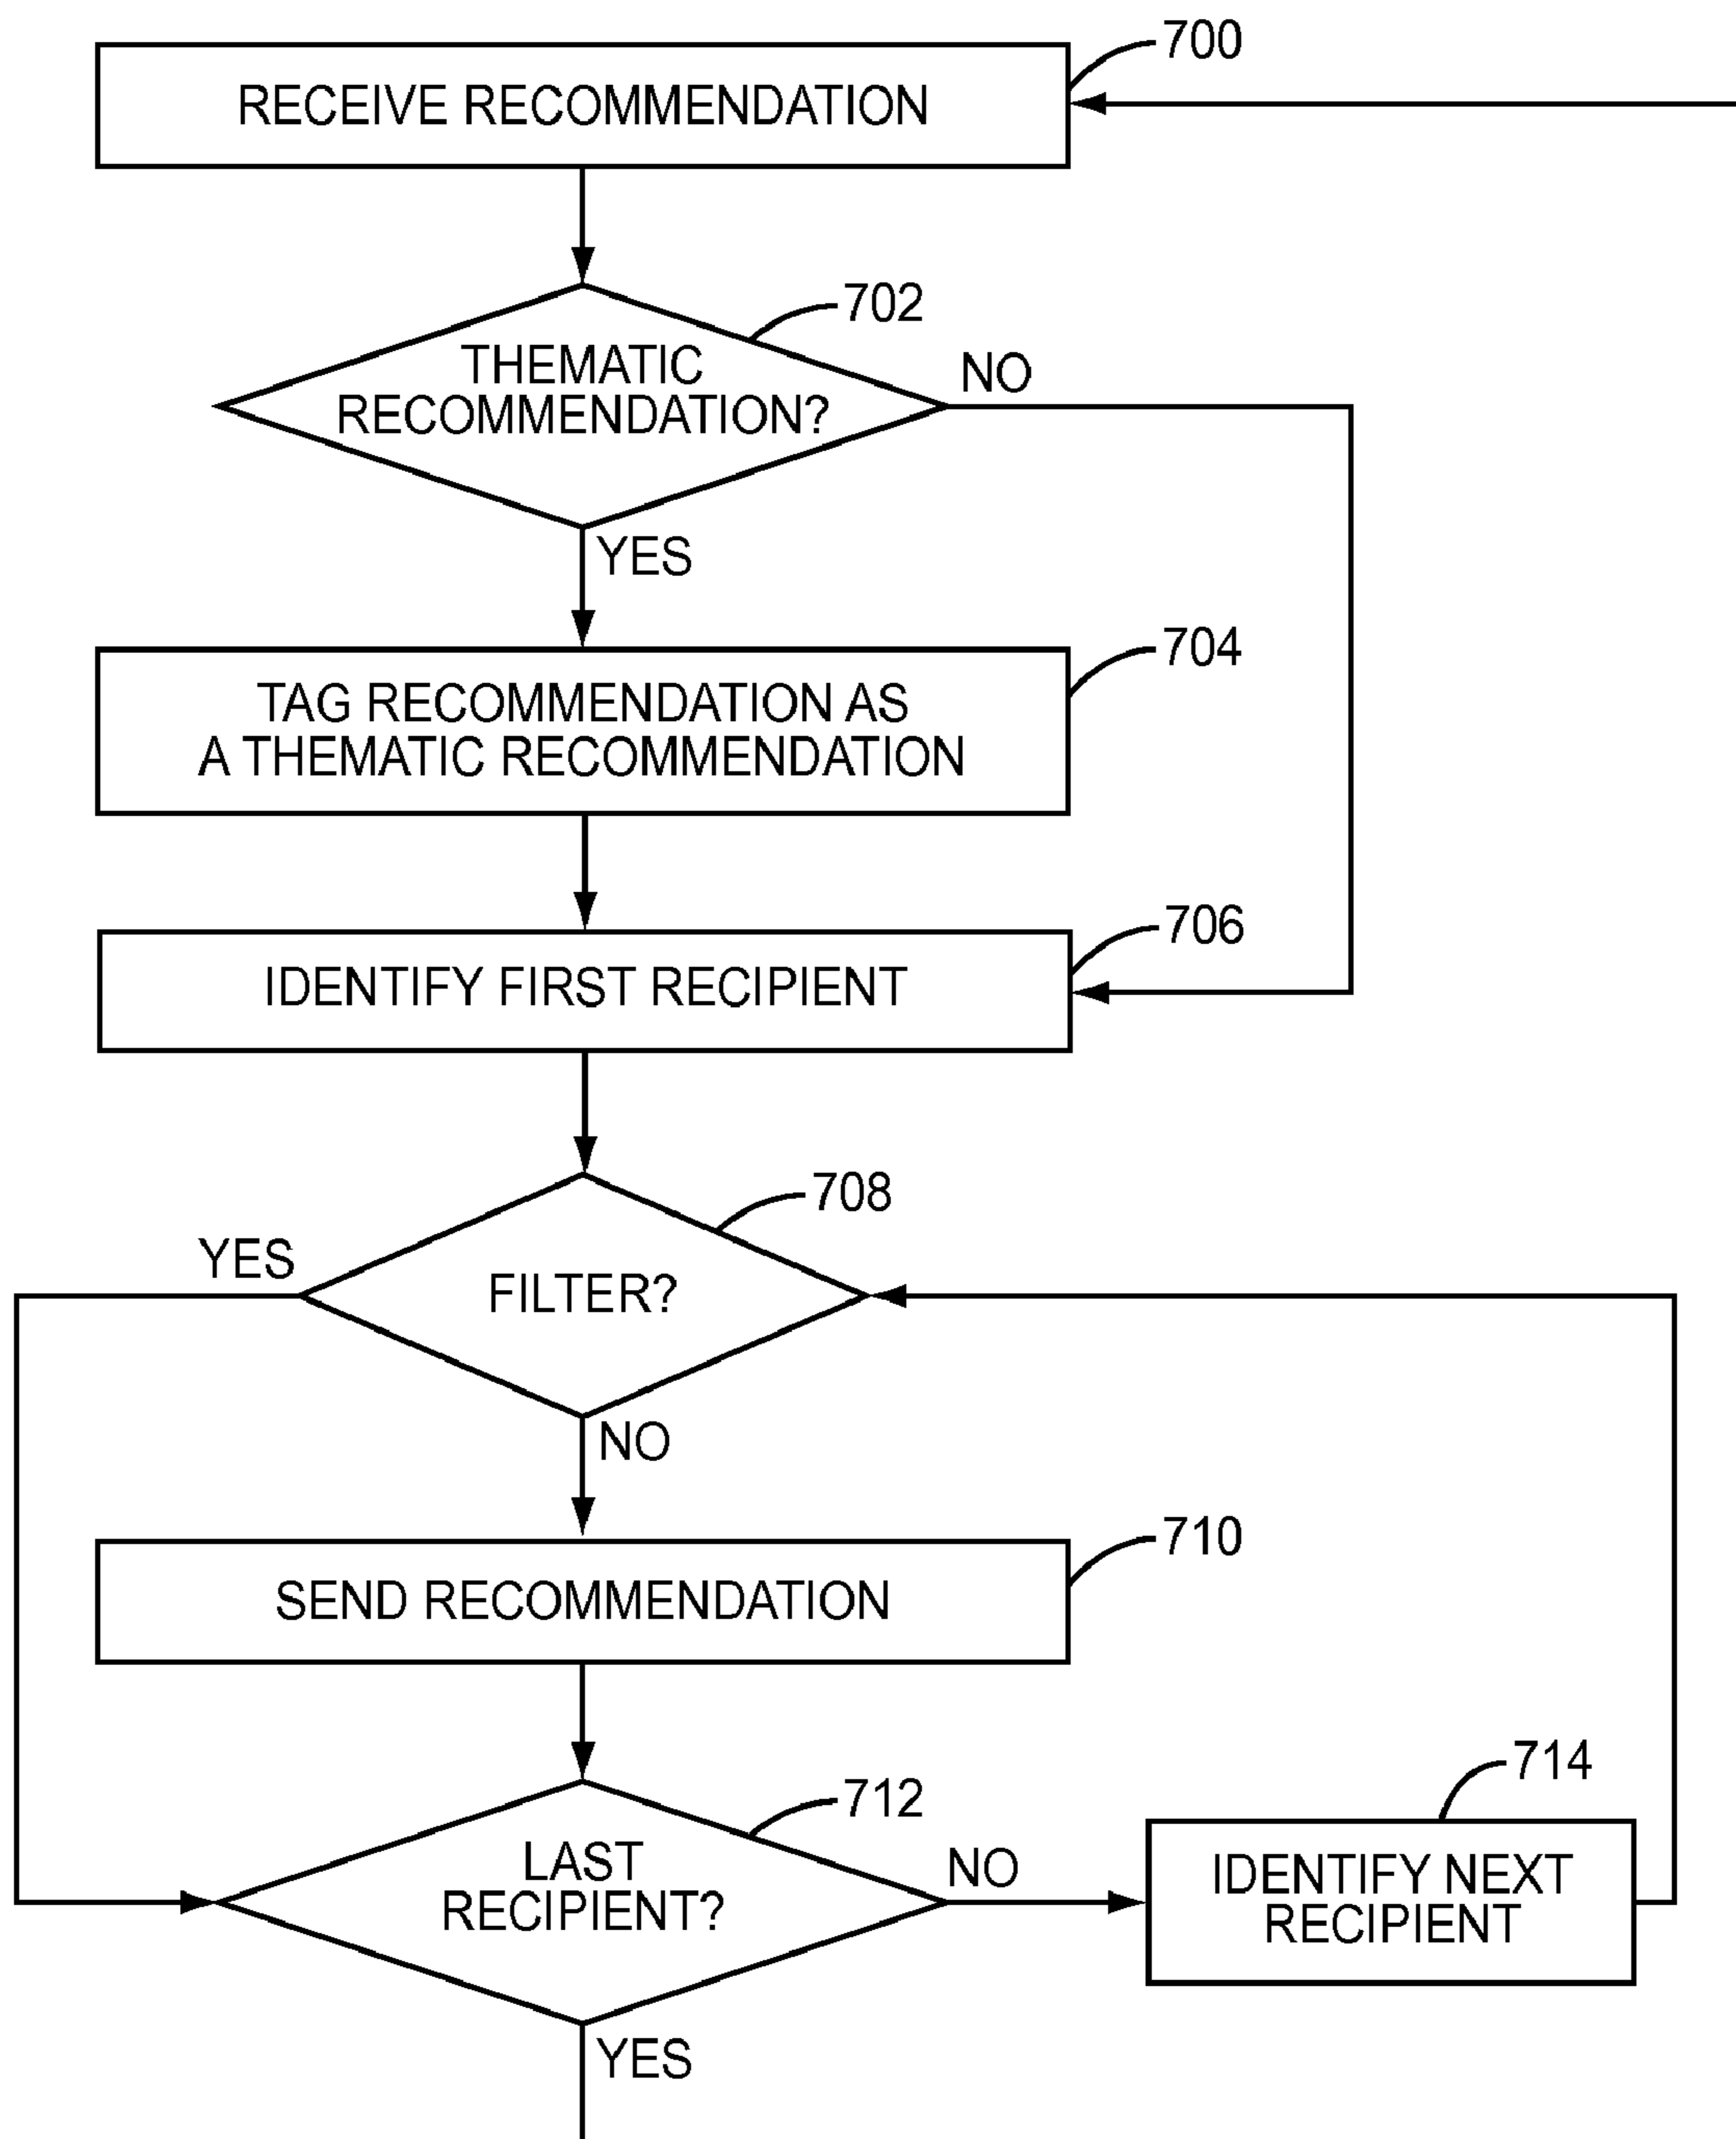 700
RECEIVE RECOMMENDATION
702
THEMATIC
RECOMMENDATION?
NO
YES
704
TAG RECOMMENDATION AS
A THEMATIC RECOMMENDATION
706
IDENTIFY FIRST RECIPIENT
708
YES
FILTER?
NO
710
SEND RECOMMENDATION
712
LAST
RECIPIENT?
NO
714
IDENTIFY NEXT
RECIPIENT
YES